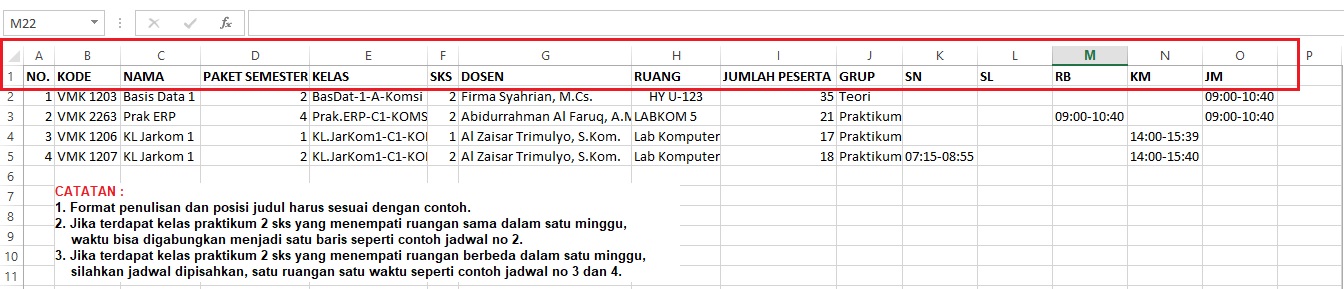 M22
fx
A B C D E F G H I J K L M N O P
1 NO. KODE NAMA PAKET SEMESTER KELAS SKS DOSEN RUANG JUMLAH PESERTA GRUP SN SL RB KM JM
2 1 VMK 1203 Basis Data 1 2 BasDat-1-A-Komsi 2 Firma Syahrian, M.Cs. HY U-123 35 Teori 09:00-10:40
3 2 VMK 2263 Prak ERP 4 Prak.ERP-C1-KOMS 2 Abidurrahman Al Faruq, A.M LABKOM 5 21 Praktikum 09:00-10:40 09:00-10:40
4 3 VMK 1206 KL Jarkom 1 1 KL.JarKom1-C1-KO 1 Al Zaisar Trimulyo, S.Kom. Lab Komputer 17 Praktikum 14:00-15:39
5 4 VMK 1207 KL Jarkom 1 2 KL.JarKom1-C1-KO 2 Al Zaisar Trimulyo, S.Kom. Lab Komputer 18 Praktikum 07:15-08:55 14:00-15:40
6
7 CATATAN :
8 1. Format penulisan dan posisi judul harus sesuai dengan contoh.
2. Jika terdapat kelas praktikum 2 sks yang menempati ruangan sama dalam satu minggu,
9 waktu bisa digabungkan menjadi satu baris seperti contoh jadwal no 2.
10 3. Jika terdapat kelas praktikum 2 sks yang menempati ruangan berbeda dalam satu minggu,
11 silahkan jadwal dipisahkan, satu ruangan satu waktu seperti contoh jadwal no 3 dan 4.